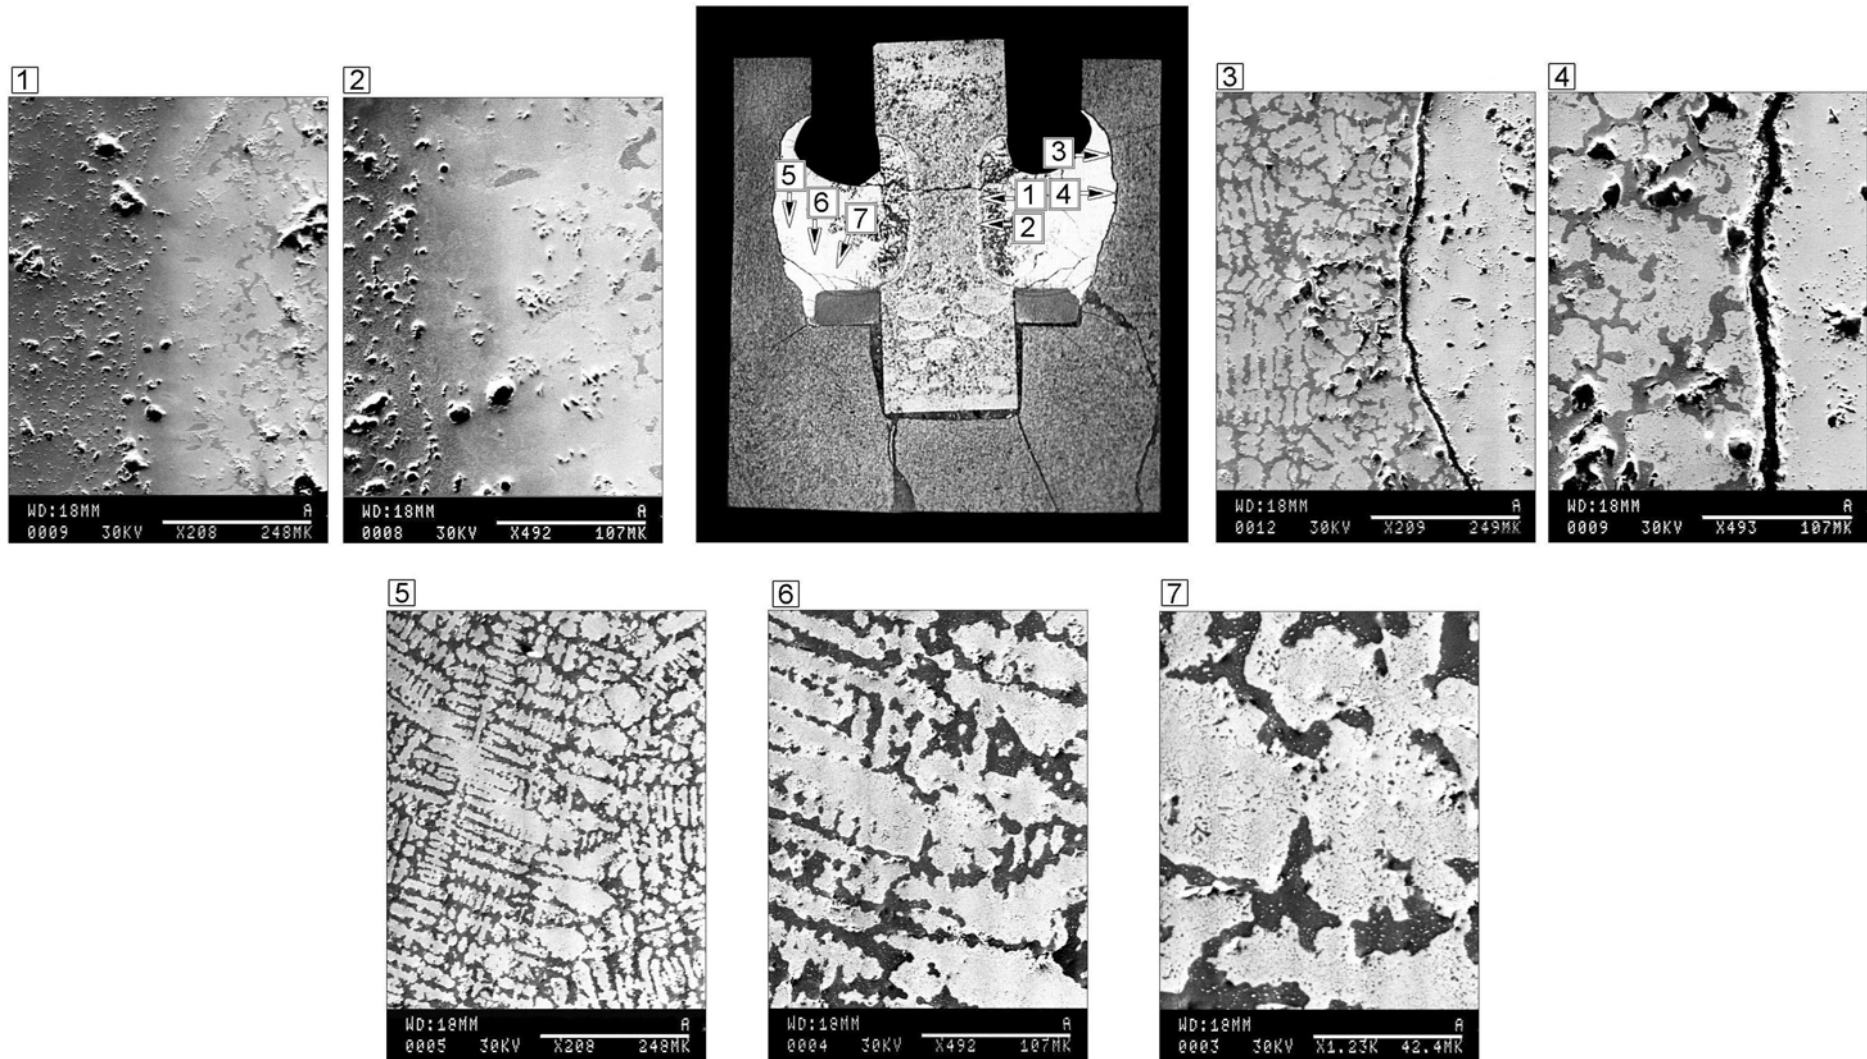 1
2
3
4
5
6
7
3
1
4
2
5
6
7
WD:18MM A
0009 30KV X208 248MK
WD:18MM A
0008 30KV X492 107MK
WD:18MM A
0012 30KV X209 249MK
WD:18MM A
0009 30KV X493 107MK
WD:18MM A
0005 30KV X208 248MK
WD:18MM A
0004 30KV X492 107MK
WD:18MM A
0003 30KV X1.23K 42.4MK